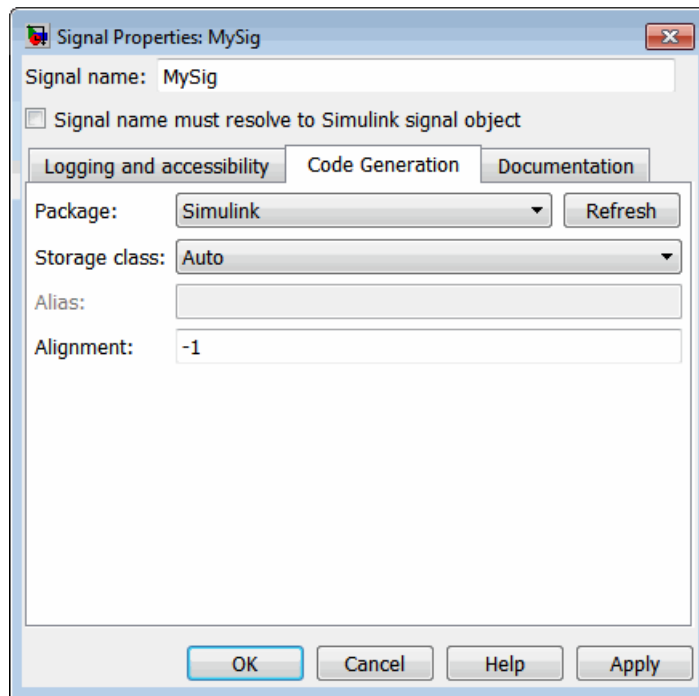 Signal Properties: MySig
Signal name: MySig
Signal name must resolve to Simulink signal object
Logging and accessibility Code Generation Documentation
Package: Simulink Refresh
Storage class: Auto
Alias:
Alignment: -1
OK Cancel Help Apply